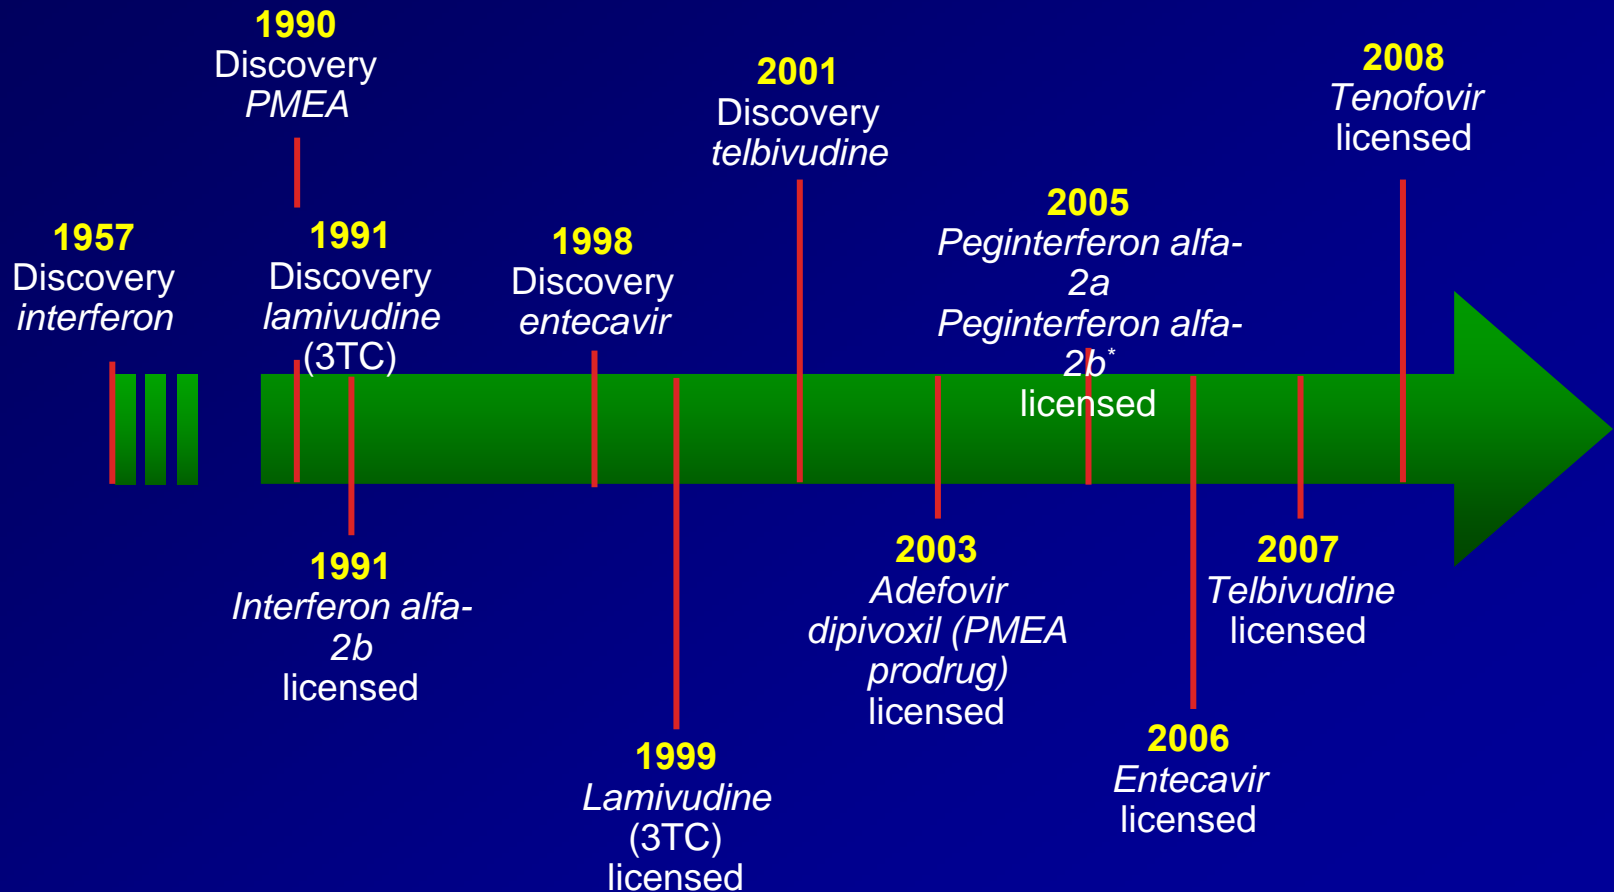 1990
Discovery
PMEA
1957
Discovery
interferon
1991
Discovery
lamivudine
(3TC)
1998
Discovery
entecavir
2001
Discovery
telbivudine
2005
Peginterferon alfa-
2a
Peginterferon alfa-
2b*
licensed
2008
Tenofovir
licensed
1991
Interferon alfa-
2b
licensed
1999
Lamivudine
(3TC)
licensed
2003
Adefovir
dipivoxil (PMEA
prodrug)
licensed
2006
Entecavir
licensed
2007
Telbivudine
licensed